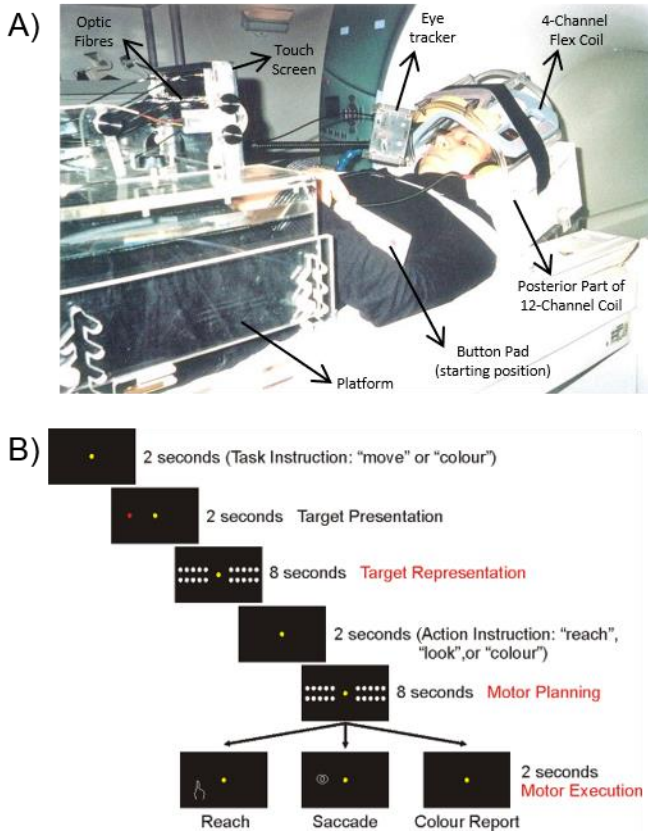 A)
Optic
Fibres
Touch
Screen
Eye
tracker
4-Channel
Flex Coil
Posterior Part of
12-Channel Coil
Button Pad
(starting position)
Platform
B)
2 seconds (Task Instruction: “move” or “colour”)
2 seconds Target Presentation
8 seconds Target Representation
2 seconds (Action Instruction: “reach”,
“look”,or “colour”)
8 seconds Motor Planning
2 seconds
Motor Execution
Reach Saccade Colour Report